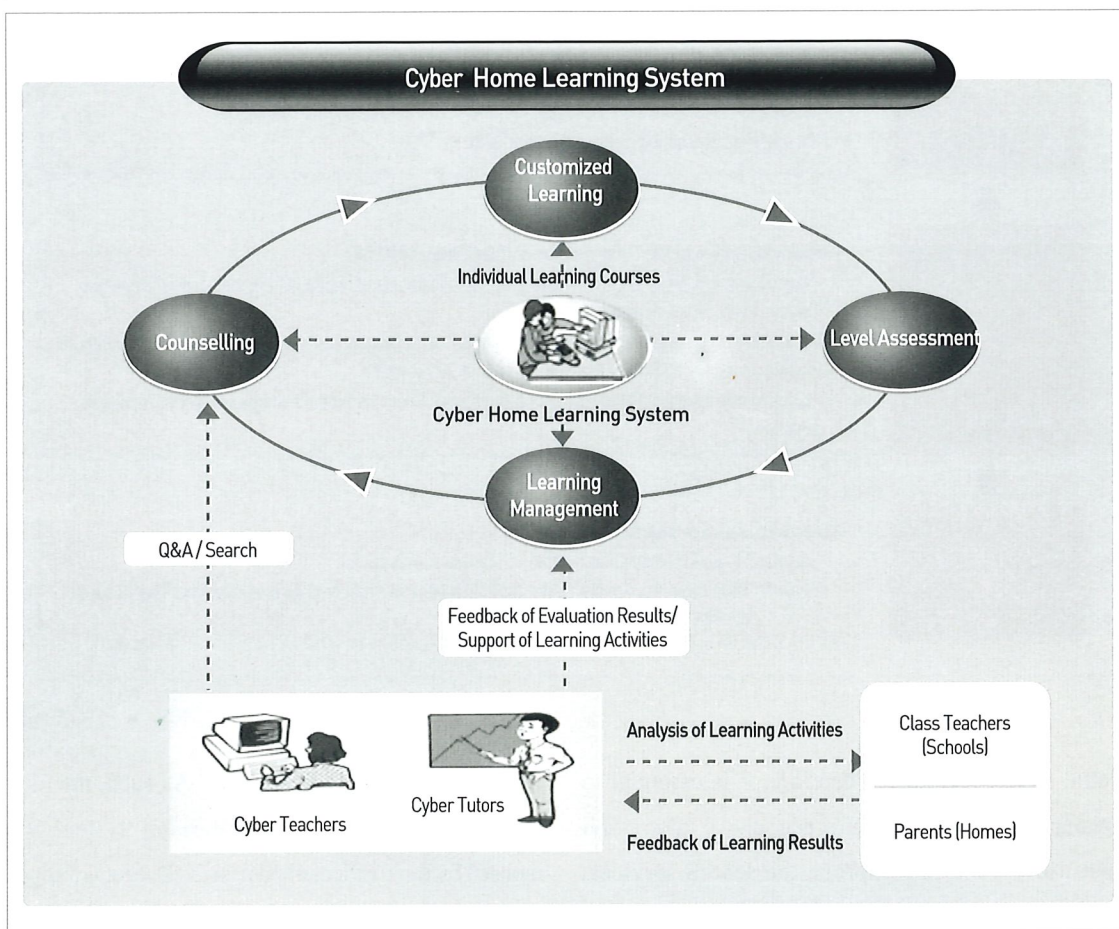 Cyber Home Learning System
Customized
Learning
Individual Learning Courses
Counselling
Level Assessment
Cyber Home Learning System
Learning
Management
Q&A / Search
Feedback of Evaluation Results/
Support of Learning Activities
Cyber Teachers
Cyber Tutors
Analysis of Learning Activities
Feedback of Learning Results
Class Teachers
(Schools)
Parents (Homes)